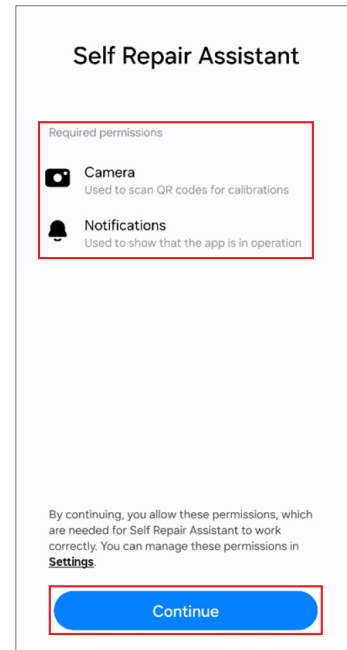 Self Repair Assistant
Required permissions
Camera
Used to scan QR codes for calibrations
Notifications
Used to show that the app is in operation
By continuing, you allow these permissions, which
are needed for Self Repair Assistant to work
correctly. You can manage these permissions in
Settings.
Continue